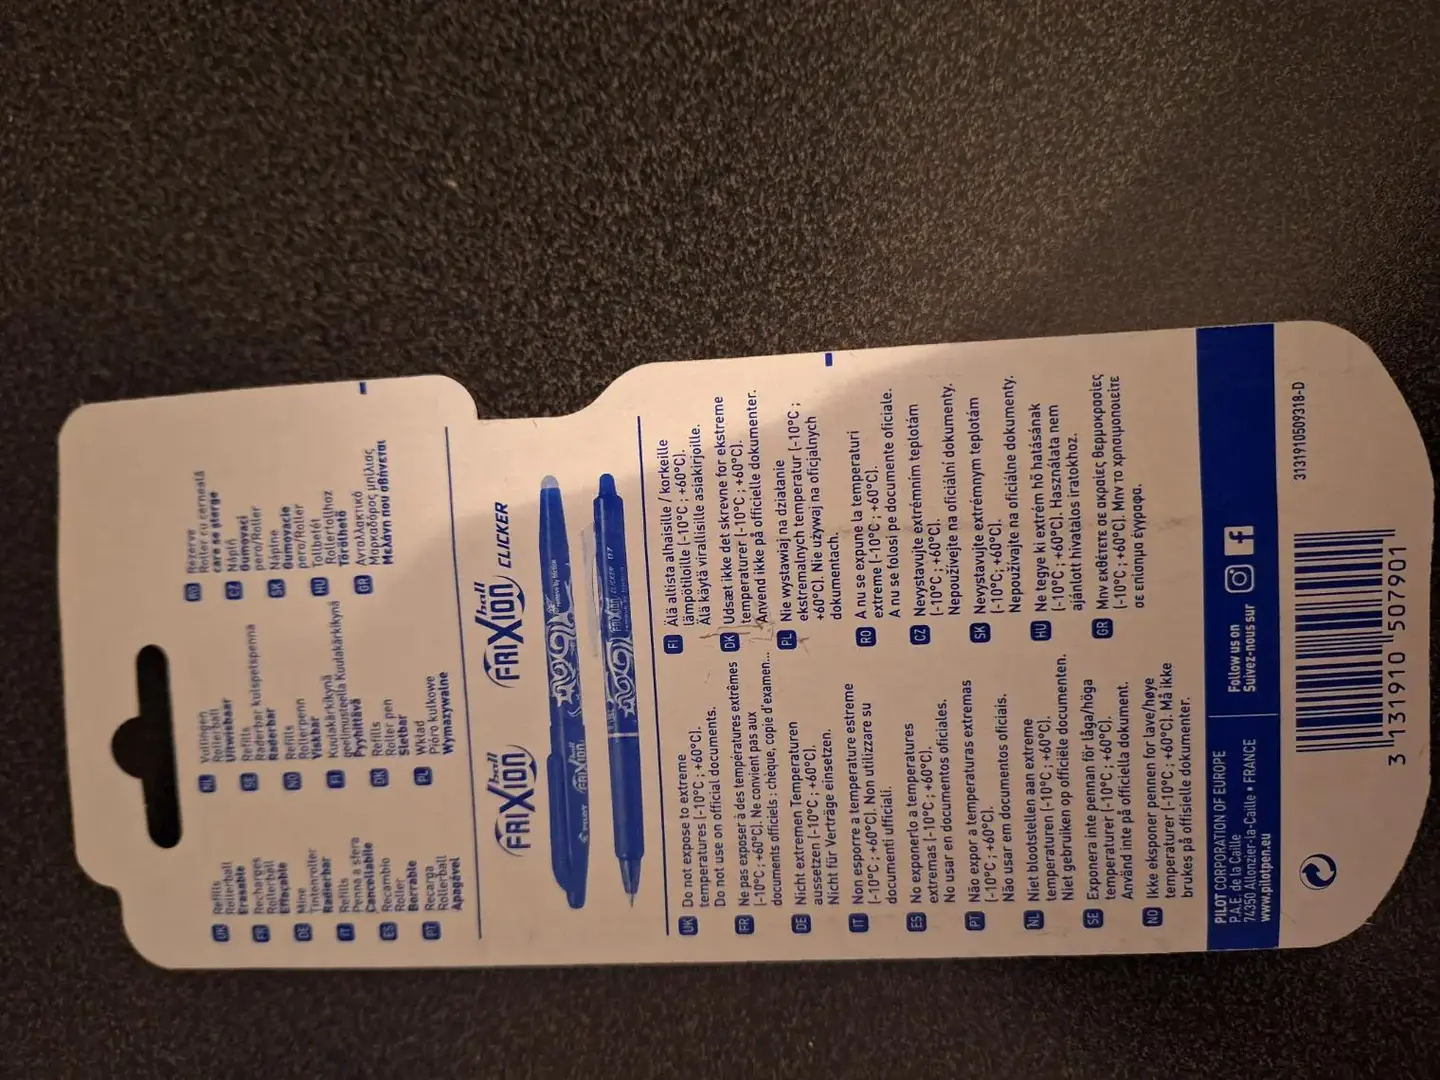 UK Refills
Rollerball
Erasable
FR Recharges
Rollerball
Effaçable
DE Mine
Tintenroller
Radierbar
IT Refills
Penna a sfera
Cancellabile
ES Recambio
Roller
Borrable
PT Recarga
Rollerball
Apagável
NL Vullingen
Rollerball
Uitwisbaar
SE Refills
Raderbar kulspetspenna
Raderbar
NO Refills
Rollerpenn
Viskbar
FI Kuulakärkikynä
geelimusteella Kuulakärkikynä
Pyyhittävä
DK Refills
Roller pen
Sletbar
PL Wkład
Pióro kulkowe
Wymazywalne
RO Rezerve
Roller cu cerneală
care se șterge
CZ Náplň
Gumovací
pero/Roller
SK Náplne
Gumovacie
pero/Roller
HU Tollbetét
Rollertollhoz
Törölhető
GR Ανταλλακτικό
Μαρκαδόρος μπίλιας
Μελάνη που σβήνεται
FRIXION ball
FRIXION ball CLICKER
PILOT FRIXION ball
FRIXION CLICKER 07
UK Do not expose to extreme
temperatures (-10°C ; +60°C).
Do not use on official documents.
FR Ne pas exposer à des températures extrêmes
(-10°C ; +60°C). Ne convient pas aux
documents officiels : chèque, copie d'examen...
DE Nicht extremen Temperaturen
aussetzen (-10°C ; +60°C).
Nicht für Verträge einsetzen.
IT Non esporre a temperature estreme
(-10°C ; +60°C). Non utilizzare su
documenti ufficiali.
ES No exponerlo a temperaturas
extremas (-10°C ; +60°C).
No usar en documentos oficiales.
PT Não expor a temperaturas extremas
(-10°C ; +60°C).
Não usar em documentos oficiais.
NL Niet blootstellen aan extreme
temperaturen (-10°C ; +60°C).
Niet gebruiken op officiële documenten.
SE Exponera inte pennan för låga/höga
temperaturer (-10°C ; +60°C).
Använd inte på officiella dokument.
NO Ikke eksponer pennen for lave/høye
temperaturer (-10°C ; +60°C). Må ikke
brukes på offisielle dokumenter.
FI Älä altista alhaisille / korkeille
lämpötiloille (-10°C ; +60°C).
Älä käytä virallisille asiakirjoille.
DK Udsæt ikke det skrevne for ekstreme
temperaturer (-10°C ; +60°C).
Anvend ikke på officielle dokumenter.
PL Nie wystawiaj na działanie
ekstremalnych temperatur (-10°C ;
+60°C). Nie używaj na oficjalnych
dokumentach.
RO A nu se expune la temperaturi
extreme (-10°C ; +60°C).
A nu se folosi pe documente oficiale.
CZ Nevystavujte extrémním teplotám
(-10°C ; +60°C).
Nepoužívejte na oficiální dokumenty.
SK Nevystavujte extrémnym teplotám
(-10°C ; +60°C).
Nepoužívajte na oficiálne dokumenty.
HU Ne tegye ki extrém hő hatásának
(-10°C ; +60°C). Használata nem
ajánlott hivatalos iratokhoz.
GR Μην εκθέτετε σε ακραίες θερμοκρασίες
(-10°C ; +60°C). Μην το χρησιμοποιείτε
σε επίσημα έγγραφα.
PILOT CORPORATION OF EUROPE
P.A.E. de la Caille
74350 Allonzier-la-Caille • FRANCE
www.pilotpen.eu
Follow us on
Suivez-nous sur
3131910509318-D
3 131910 507901